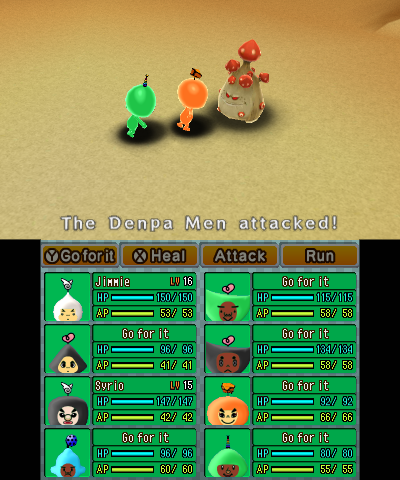 The Denpa Men attacked!
Y Go for it X Heal Attack Run
Jimmie LV 16
HP 150/150
AP 53/ 53
Go for it
HP 115/115
AP 58/ 58
Go for it
HP 96/ 96
AP 41/ 41
Go for it
HP 134/134
AP 58/ 58
Syrio LV 15
HP 147/147
AP 42/ 42
Go for it
HP 92/ 92
AP 66/ 66
Go for it
HP 96/ 96
AP 60/ 60
Go for it
HP 80/ 80
AP 55/ 55